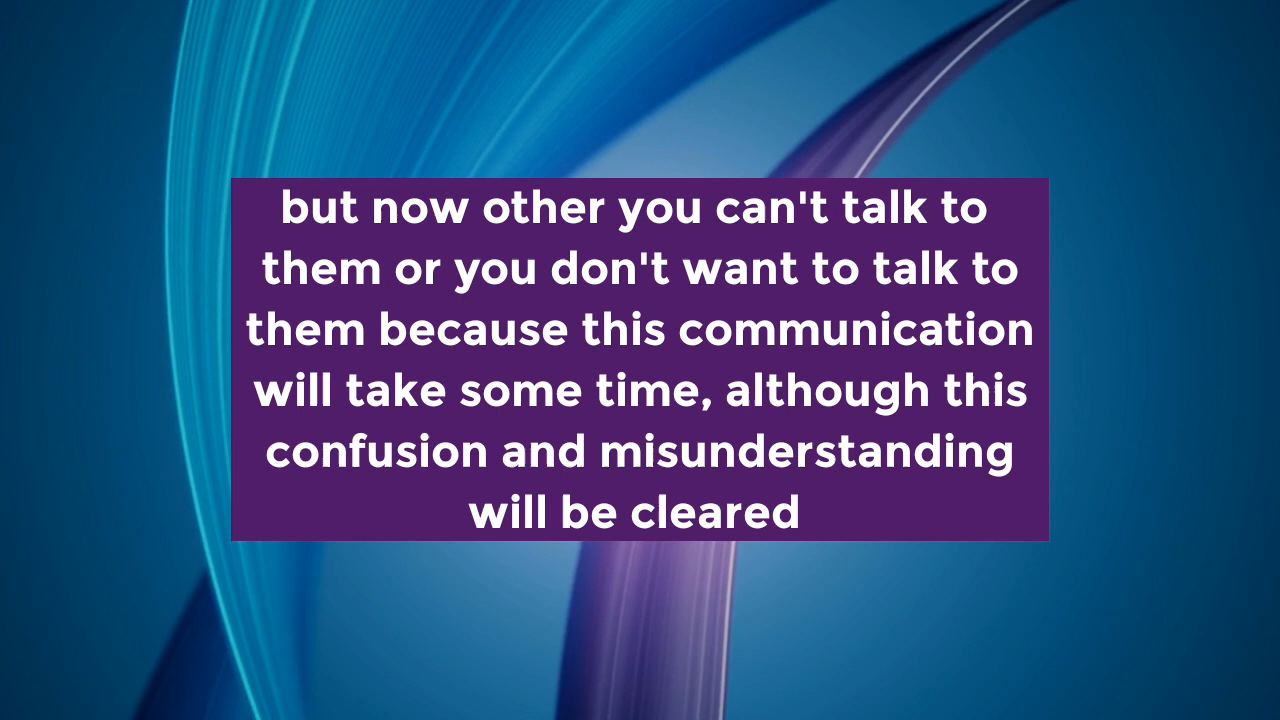 but now other you can't talk to
them or you don't want to talk to
them because this communication
will take some time, although this
confusion and misunderstanding
will be cleared